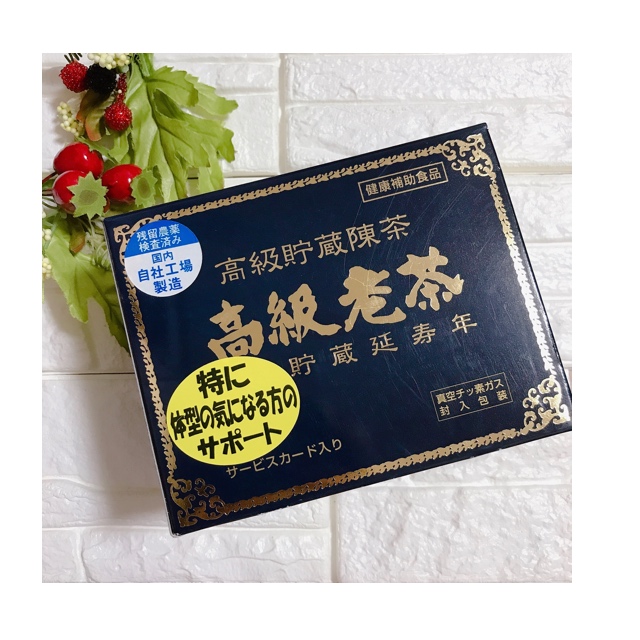 健康補助食品
残留農薬
検査済み
国内
自社工場
製造
高級貯蔵陳茶
高級老茶
貯蔵延寿年
特に
体型の気になる方の
サポート
真空チッ素ガス
封入包装
サービスカード入り